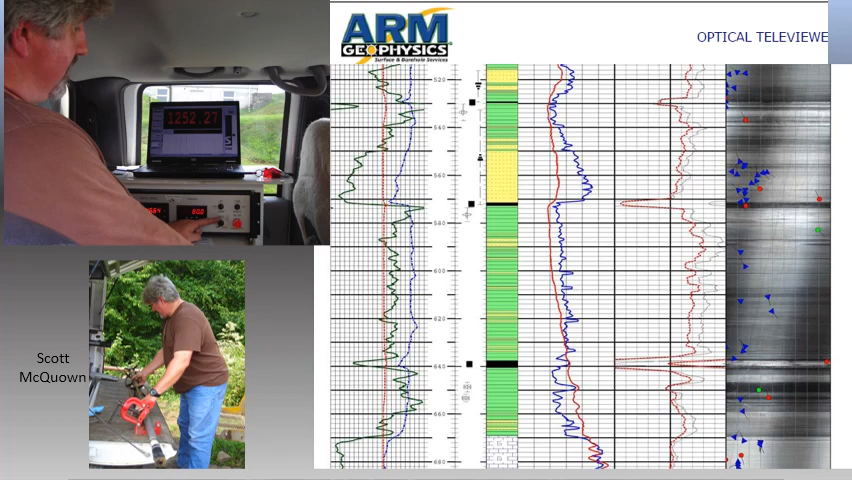 1252.27
ARM
GEOPHYSICS
Surface & Borehole Services
OPTICAL TELEVIEWE
520
540
560
580
600
620
640
660
680
Scott
McQuown